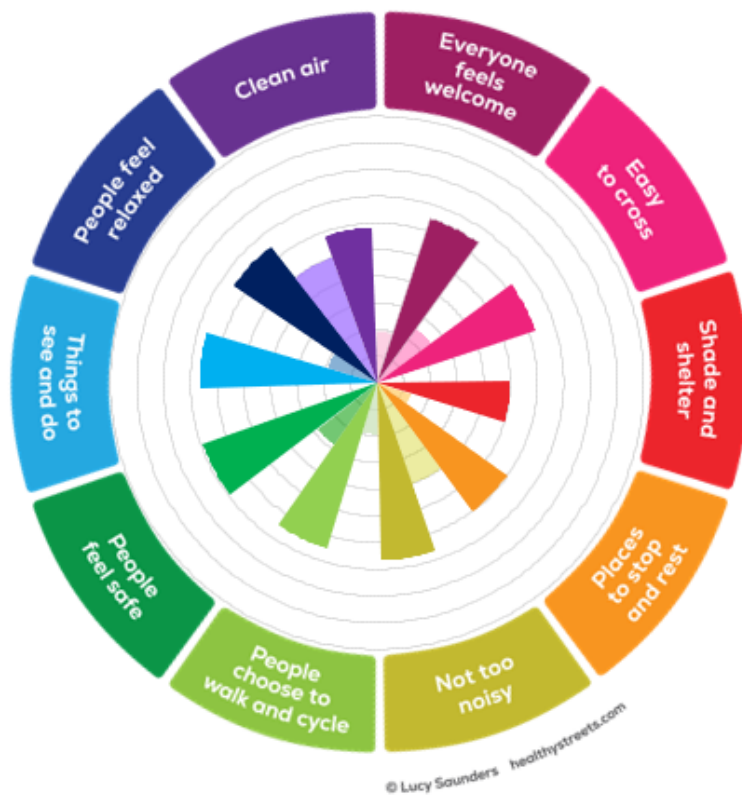 Everyone
feels
welcome
Easy
to cross
Shade and
shelter
Places
to stop
and rest
Not too
noisy
People
choose to
walk and cycle
People
feel safe
Things to
see and do
People feel
relaxed
Clean air
© Lucy Saunders healthystreets.com